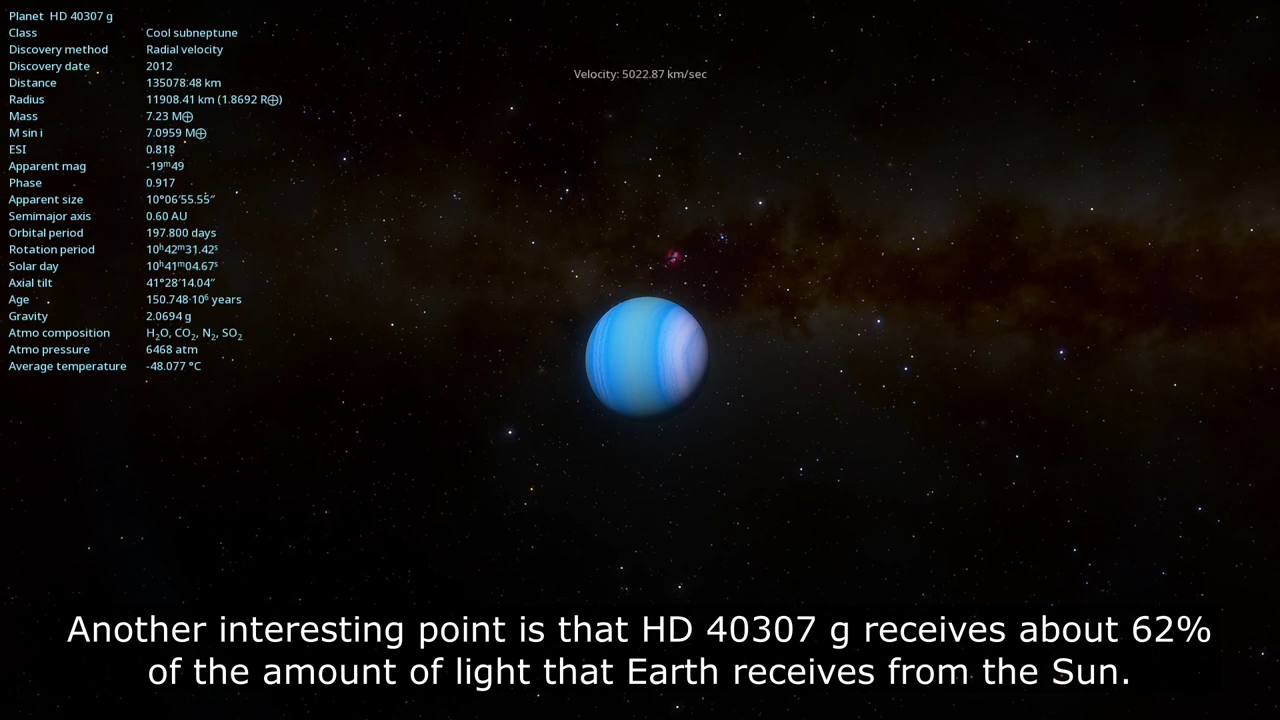 Planet HD 40307 g
Class Cool subneptune
Discovery method Radial velocity
Discovery date 2012
Distance 135078.48 km
Radius 11908.41 km (1.8692 R⊕)
Mass 7.23 M⊕
M sin i 7.0959 M⊕
ESI 0.818
Apparent mag -19ᵐ49
Phase 0.917
Apparent size 10°06′55.55″
Semimajor axis 0.60 AU
Orbital period 197.800 days
Rotation period 10ʰ42ᵐ31.42ˢ
Solar day 10ʰ41ᵐ04.67ˢ
Axial tilt 41°28′14.04″
Age 150.748·10⁶ years
Gravity 2.0694 g
Atmo composition H₂O, CO₂, N₂, SO₂
Atmo pressure 6468 atm
Average temperature -48.077 °C
Velocity: 5022.87 km/sec
Another interesting point is that HD 40307 g receives about 62%
of the amount of light that Earth receives from the Sun.